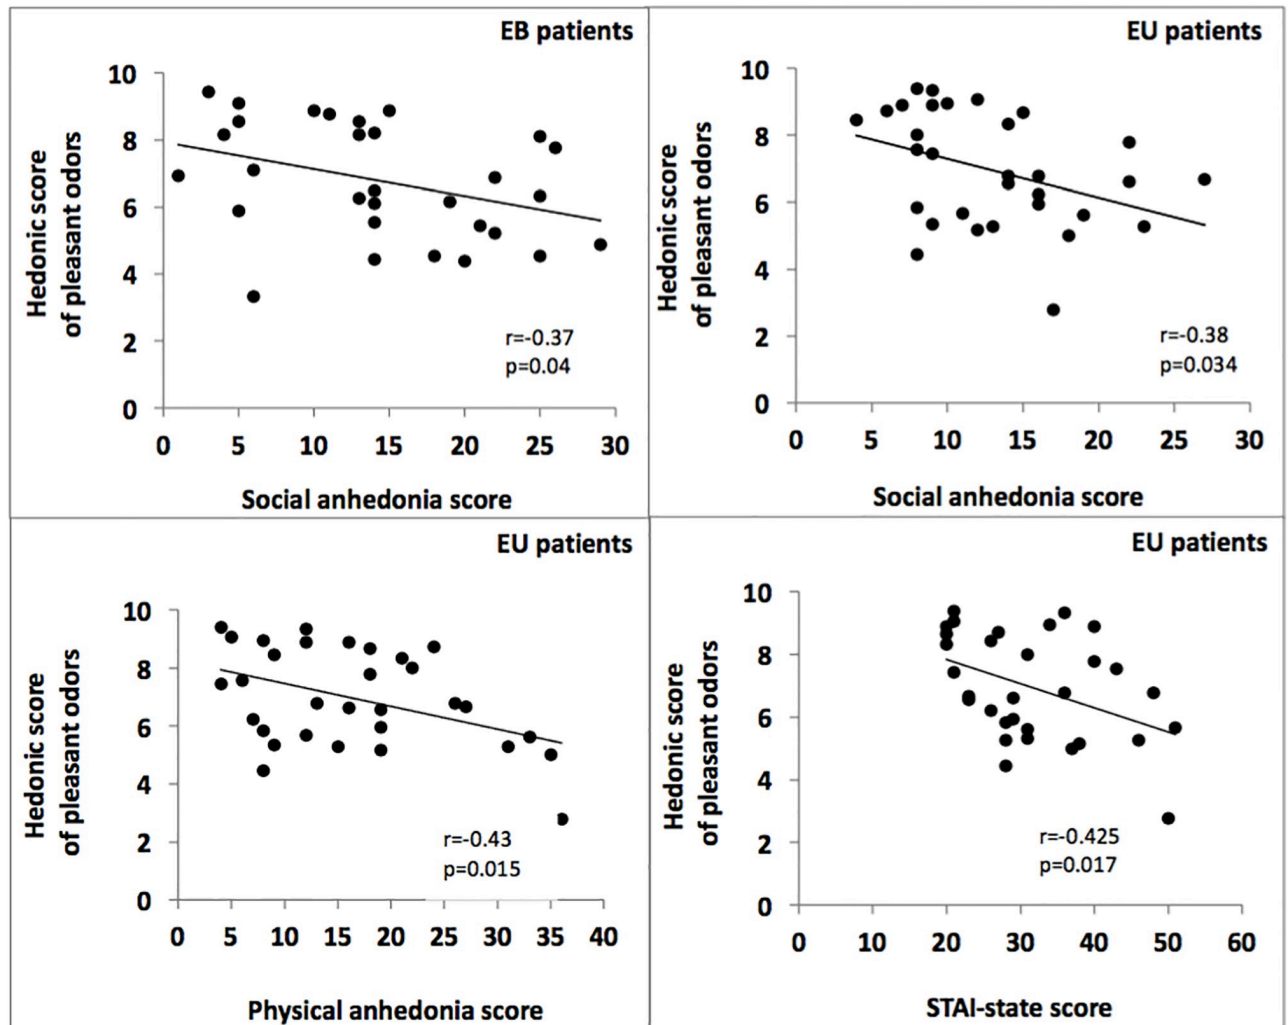 EB patients
10
8
6
4
2
0
Hedonic score
of pleasant odors
r=-0.37
p=0.04
0 5 10 15 20 25 30
Social anhedonia score
EU patients
10
8
6
4
2
0
Hedonic score
of pleasant odors
r=-0.38
p=0.034
0 5 10 15 20 25 30
Social anhedonia score
EU patients
10
8
6
4
2
0
Hedonic score
of pleasant odors
r=-0.43
p=0.015
0 5 10 15 20 25 30 35 40
Physical anhedonia score
EU patients
10
8
6
4
2
0
Hedonic score
of pleasant odors
r=-0.425
p=0.017
0 10 20 30 40 50 60
STAI-state score